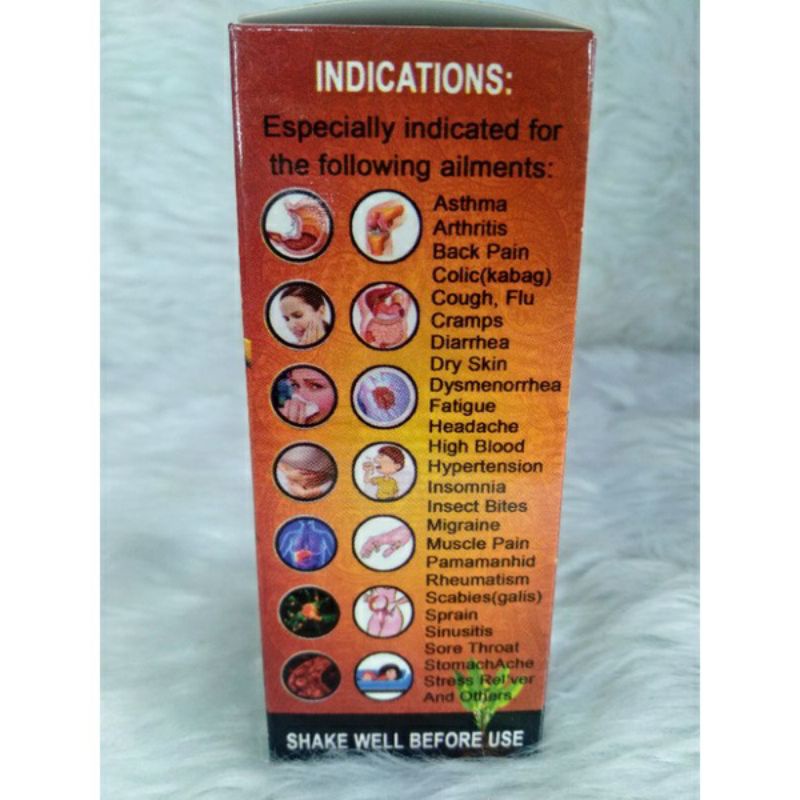 INDICATIONS:
Especially indicated for
the following ailments:
Asthma
Arthritis
Back Pain
Colic(kabag)
Cough, Flu
Cramps
Diarrhea
Dry Skin
Dysmenorrhea
Fatigue
Headache
High Blood
Hypertension
Insomnia
Insect Bites
Migraine
Muscle Pain
Pamamanhid
Rheumatism
Scabies(galis)
Sprain
Sinusitis
Sore Throat
StomachAche
Stress Rel'ver
And Others
SHAKE WELL BEFORE USE